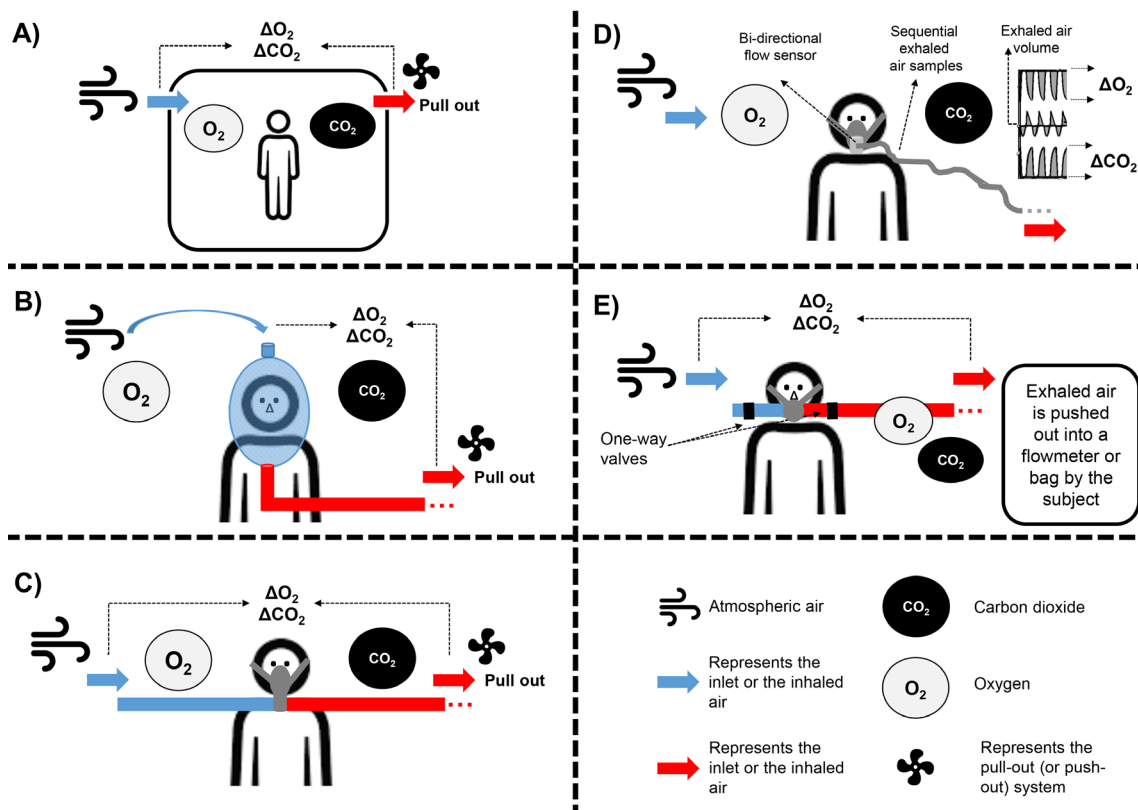 A)
ΔO₂
ΔCO₂
Pull out
O₂
CO₂
B)
ΔO₂
ΔCO₂
O₂
CO₂
Pull out
C)
ΔO₂
ΔCO₂
O₂
CO₂
Pull out
D)
Bi-directional
flow sensor
Sequential
exhaled
air samples
Exhaled air
volume
O₂
CO₂
ΔO₂
ΔCO₂
E)
ΔO₂
ΔCO₂
One-way
valves
O₂
CO₂
Exhaled air
is pushed
out into a
flowmeter or
bag by the
subject
Atmospheric air
CO₂
Carbon dioxide
Represents the
inlet or the inhaled
air
O₂
Oxygen
Represents the
inlet or the inhaled
air
Represents the
pull-out (or push-
out) system